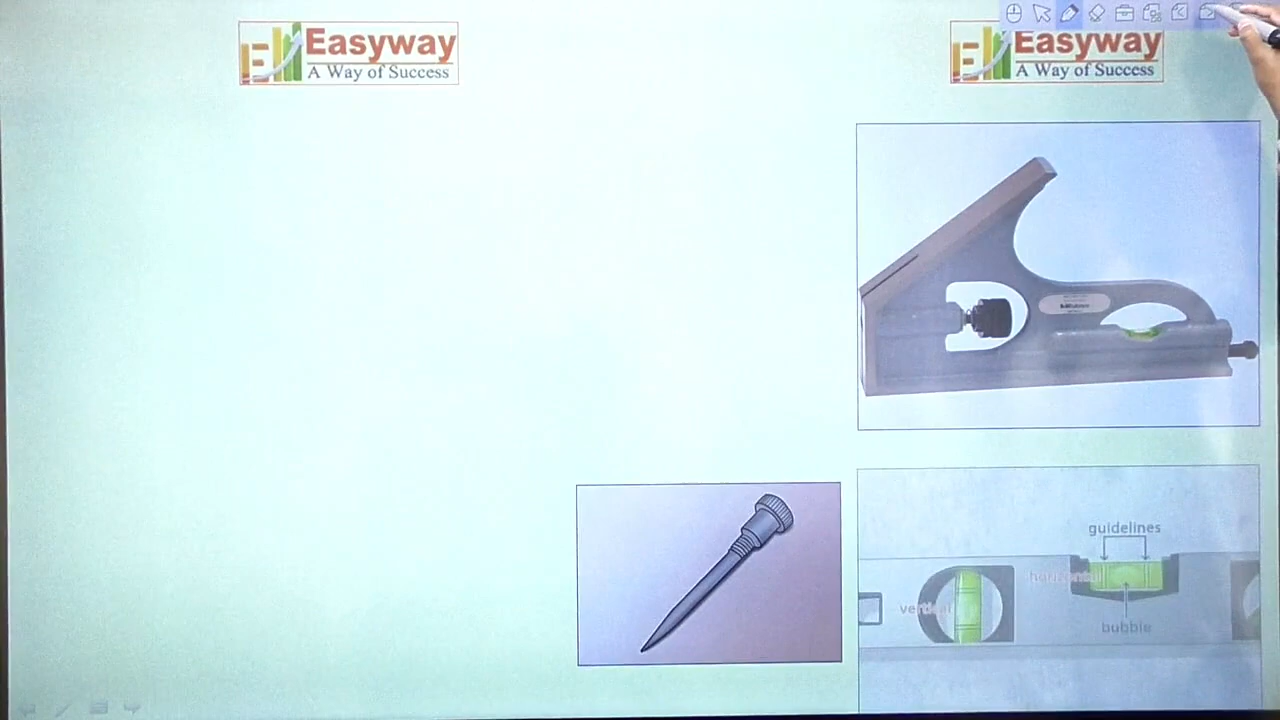 Easyway
A Way of Success
Easyway
A Way of Success
guidelines
horizontal
vertical
bubble